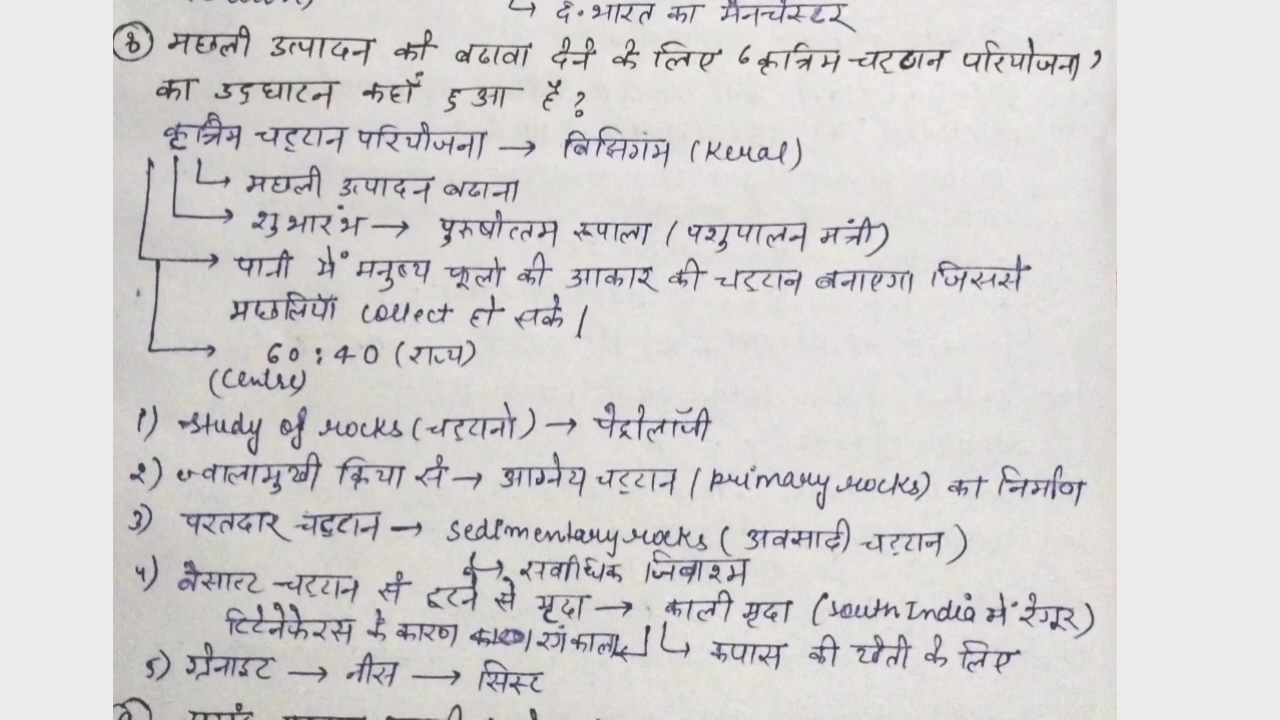 ↳ द. भारत का मैनचेस्टर
⑧ मछली उत्पादन को बढावा देने के लिए 'कृत्रिम चट्टान परियोजना'
का उद्घाटन कहाँ हुआ है?
कृत्रिम चट्टान परियोजना → विझिंगम (Keral)
↳ मछली उत्पादन बढाना
→ शुभारंभ → पुरुषोत्तम रूपाला (पशुपालन मंत्री)
→ पानी में मनुष्य फूलो की आकार की चट्टान बनाएगा जिससे
मछलियाँ collect हो सके।
→ 60 : 40 (राज्य)
(Centre)
1) study of rocks (चट्टानो) → पेट्रोलॉजी
2) ज्वालामुखी क्रिया से → आग्नेय चट्टान (primary rocks) का निर्माण
3) परतदार चट्टान → sedimentary rocks (अवसादी चट्टान)
↳ सर्वाधिक जिवाश्म
4) बेसाल्ट चट्टान से टूटने से मृदा → काली मृदा (South India में रेगूर)
टिटेनेफेरस के कारण रंग काला ↳ कपास की खेती के लिए
5) ग्रेनाइट → नीस → सिस्ट